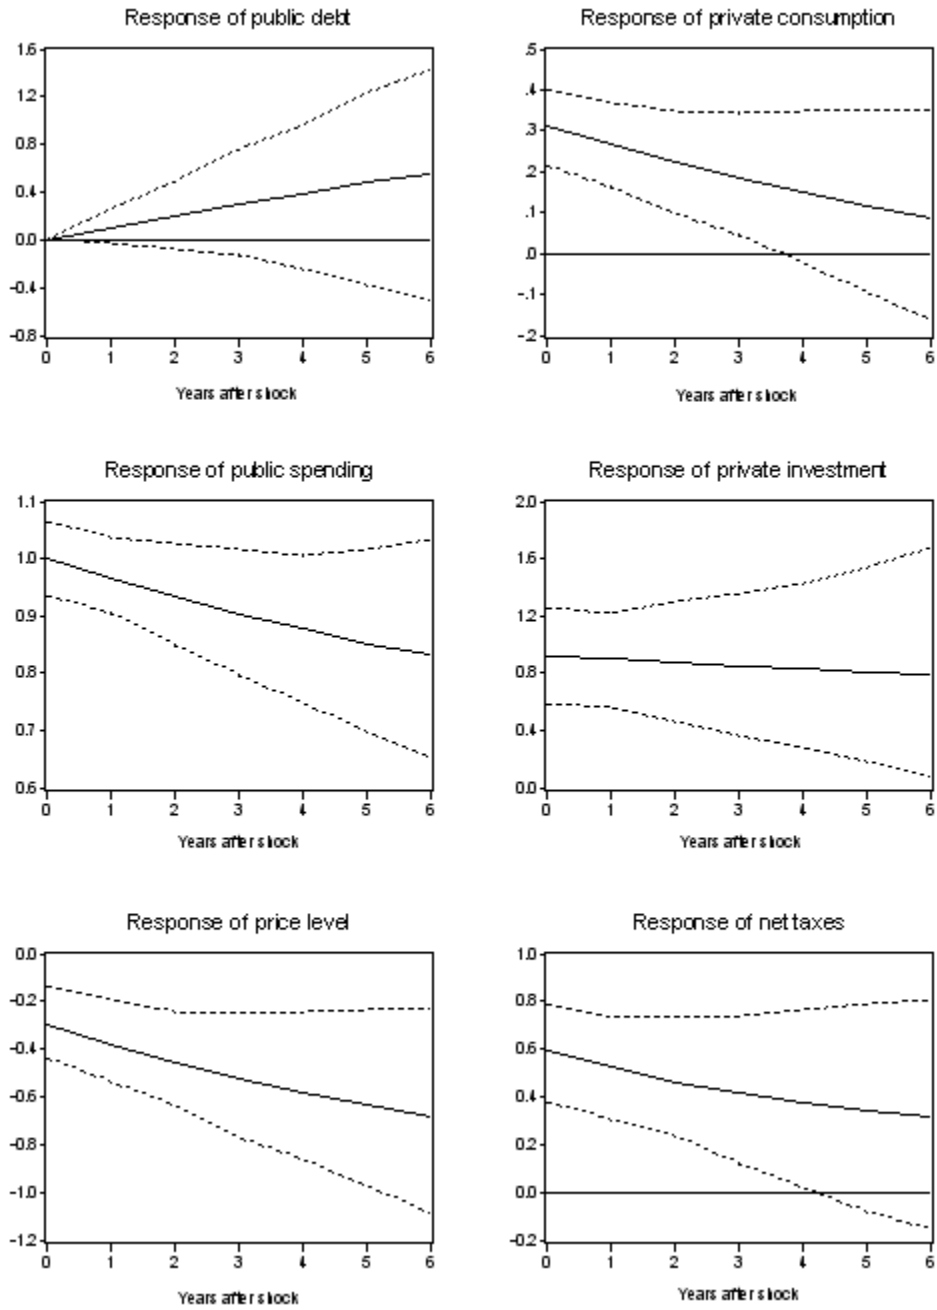 Response of public debt
1.6
1.2
0.8
0.4
0.0
-0.4
-0.8
0 1 2 3 4 5 6
Years after shock
Response of private consumption
.5
.4
.3
.2
.1
.0
-.1
-.2
0 1 2 3 4 5 6
Years after shock
Response of public spending
1.1
1.0
0.9
0.8
0.7
0.6
0 1 2 3 4 5 6
Years after shock
Response of private investment
2.0
1.6
1.2
0.8
0.4
0.0
0 1 2 3 4 5 6
Years after shock
Response of price level
0.0
-0.2
-0.4
-0.6
-0.8
-1.0
-1.2
0 1 2 3 4 5 6
Years after shock
Response of net taxes
1.0
0.8
0.6
0.4
0.2
0.0
-0.2
0 1 2 3 4 5 6
Years after shock